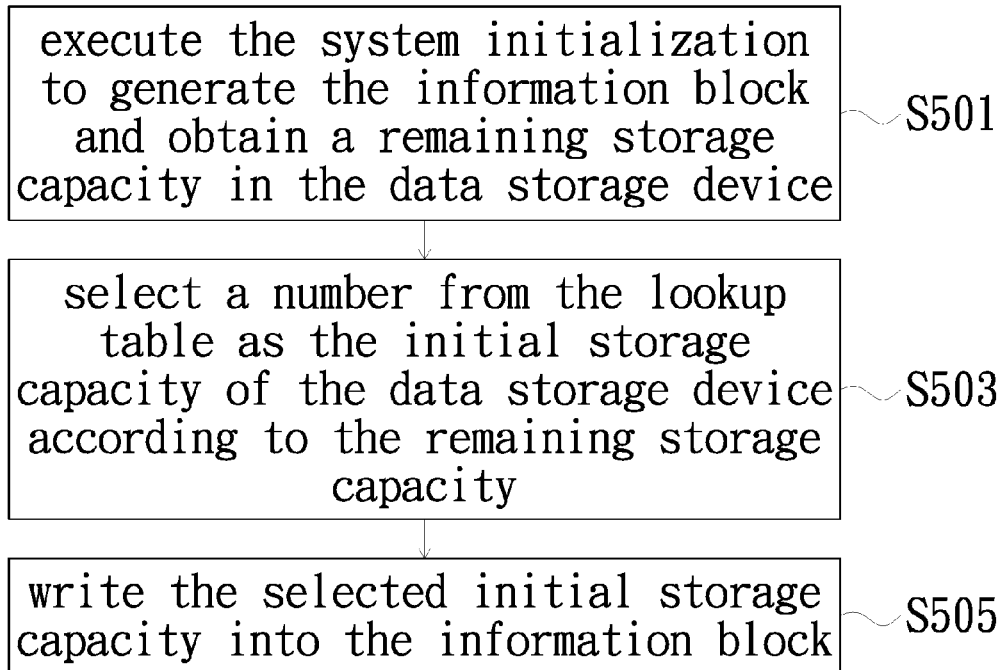 execute the system initialization
to generate the information block
and obtain a remaining storage
capacity in the data storage device
S501
select a number from the lookup
table as the initial storage
capacity of the data storage device
according to the remaining storage
capacity
S503
write the selected initial storage
capacity into the information block
S505